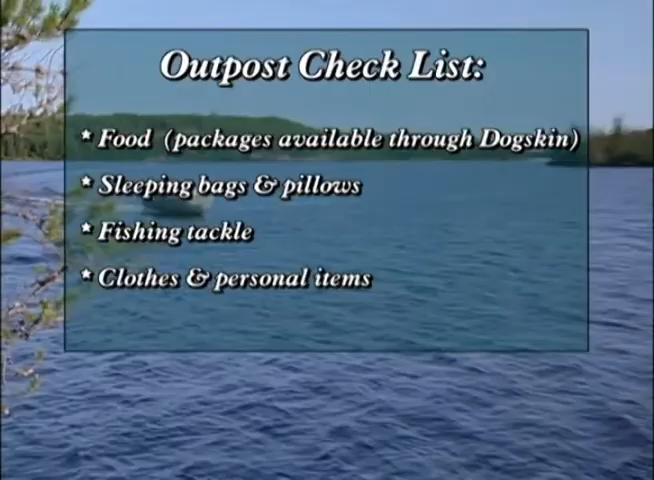 Outpost Check List:
* Food (packages available through Dogskin)
* Sleeping bags & pillows
* Fishing tackle
* Clothes & personal items